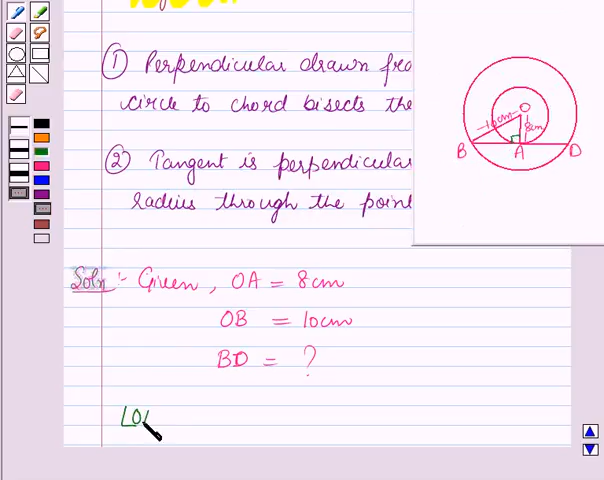 ① Perpendicular drawn fro
circle to chord bisects the
② Tangent is perpendicular
radius through the point
Soln :- Given, OA = 8cm
OB = 10cm
BD = ?
O
10cm
8cm
B A D